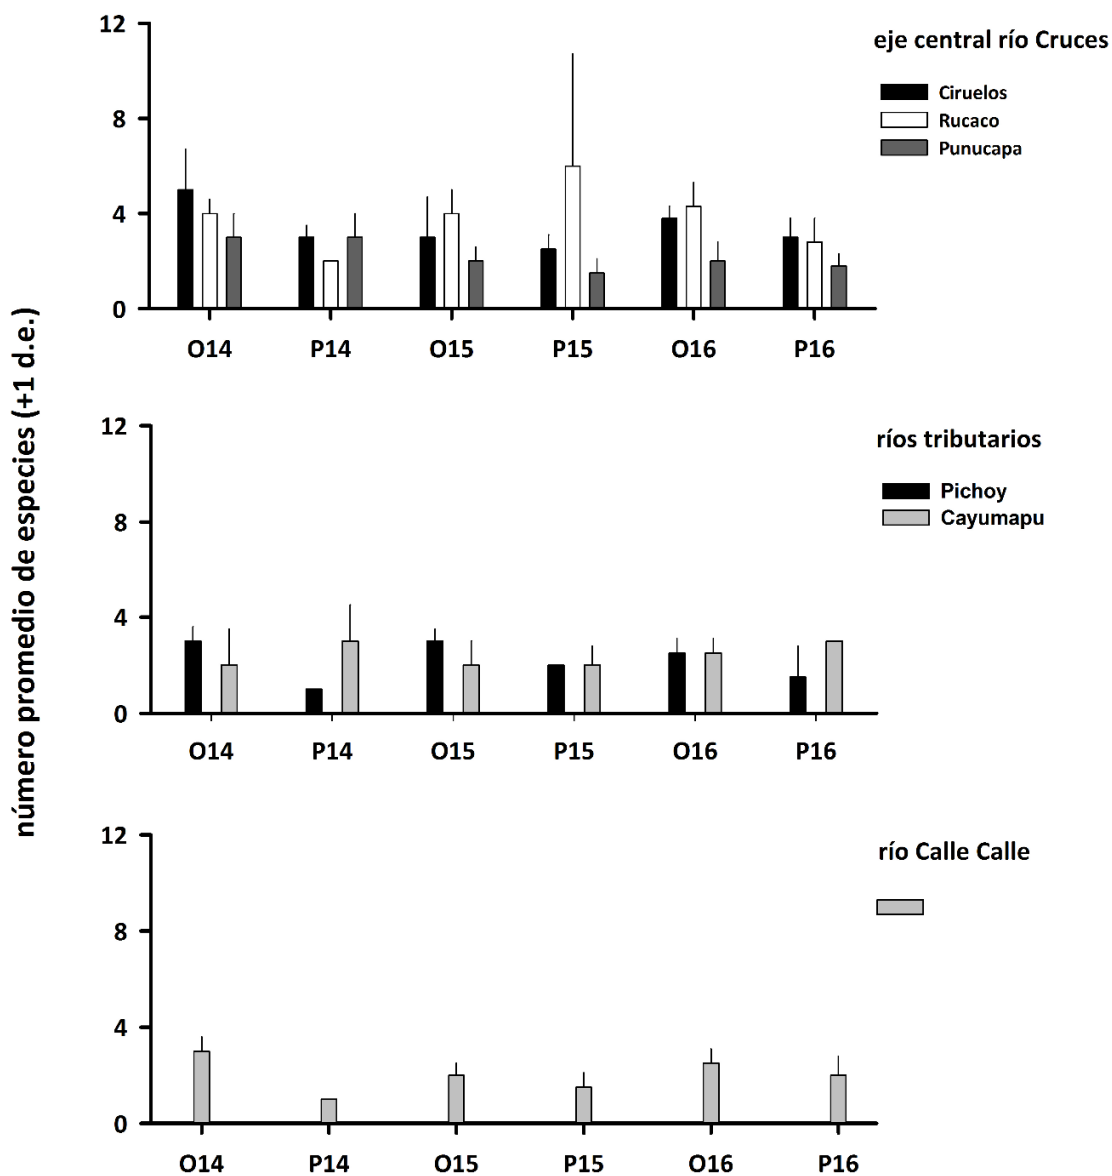 número promedio de especies (+1 d.e.)
12
8
4
0
O14 P14 O15 P15 O16 P16
eje central río Cruces
Ciruelos
Rucaco
Punucapa
12
8
4
0
O14 P14 O15 P15 O16 P16
ríos tributarios
Pichoy
Cayumapu
12
8
4
0
O14 P14 O15 P15 O16 P16
río Calle Calle